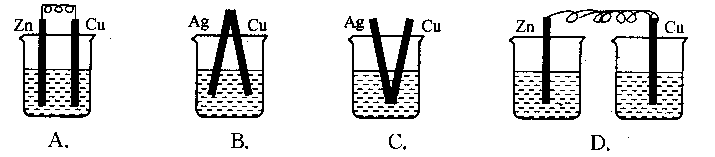 Zn Cu Ag Cu Ag Cu Zn Cu
A. B. C. D.